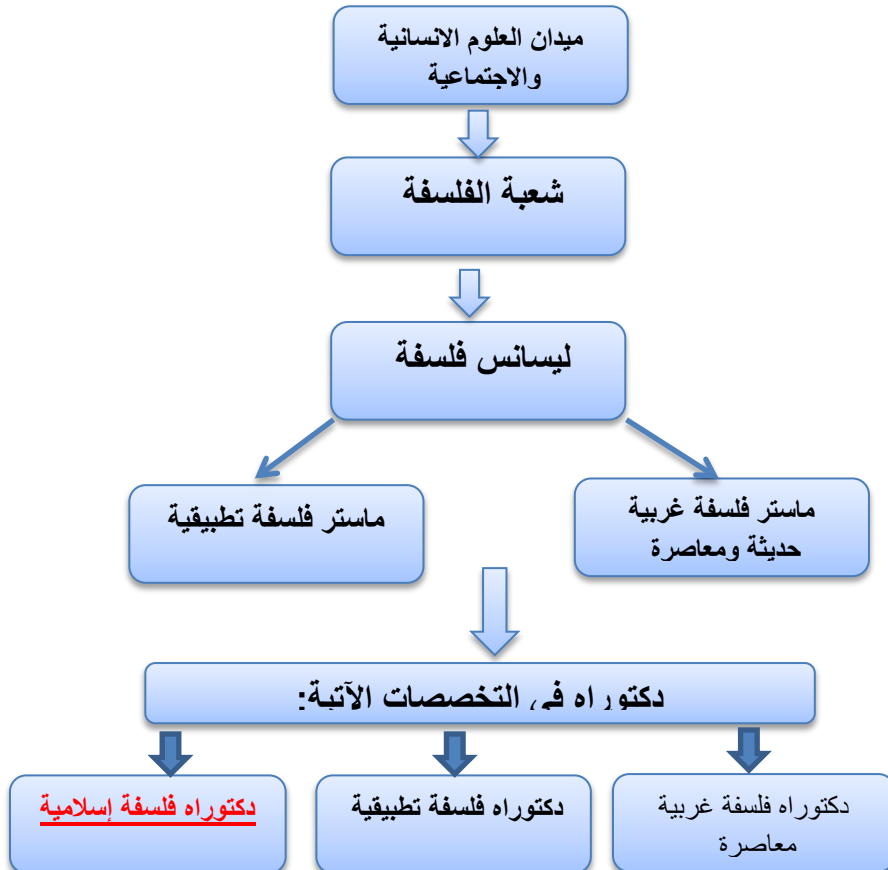 ميدان العلوم الانسانية
والاجتماعية
شعبة الفلسفة
ليسانس فلسفة
ماستر فلسفة غربية
حديثة ومعاصرة
ماستر فلسفة تطبيقية
دكتوراه في التخصصات الآتية:
دكتوراه فلسفة غربية
معاصرة
دكتوراه فلسفة تطبيقية
دكتوراه فلسفة إسلامية